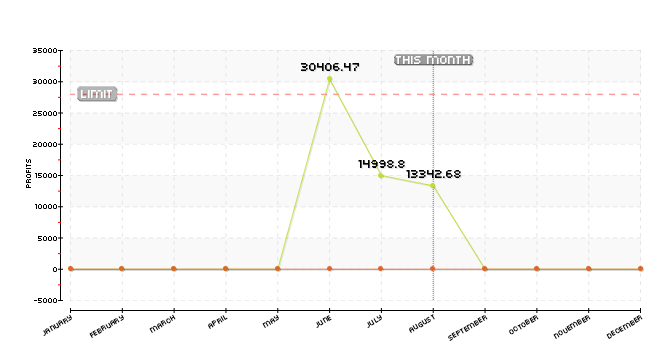 35000
THIS MONTH
30406.47
30000
LIMIT
25000
20000
14998.8
13342.68
15000
PROFITS
10000
5000
0
-5000
JANUARY
FEBRUARY
MARCH
APRIL
MAY
JUNE
JULY
AUGUST
SEPTEMBER
OCTOBER
NOVEMBER
DECEMBER